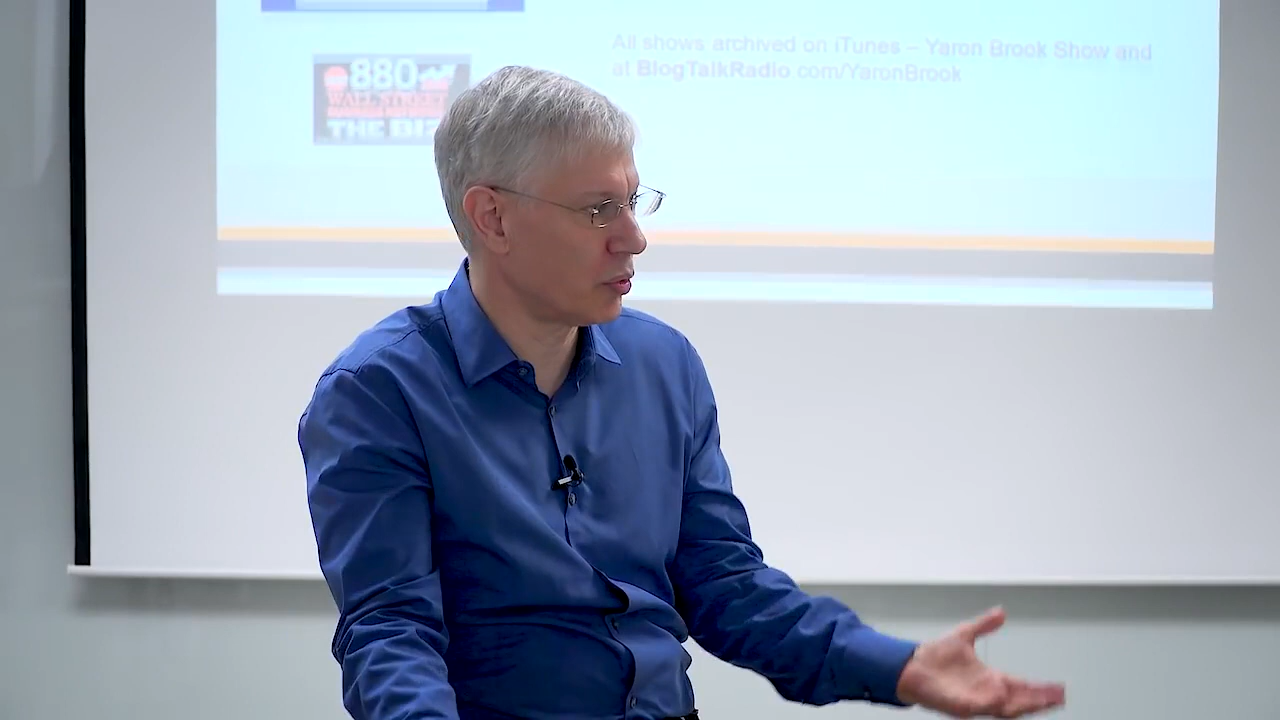 All shows archived on iTunes – Yaron Brook Show and
at BlogTalkRadio com/YaronBrook
880
WALL STREET
THE BIZ